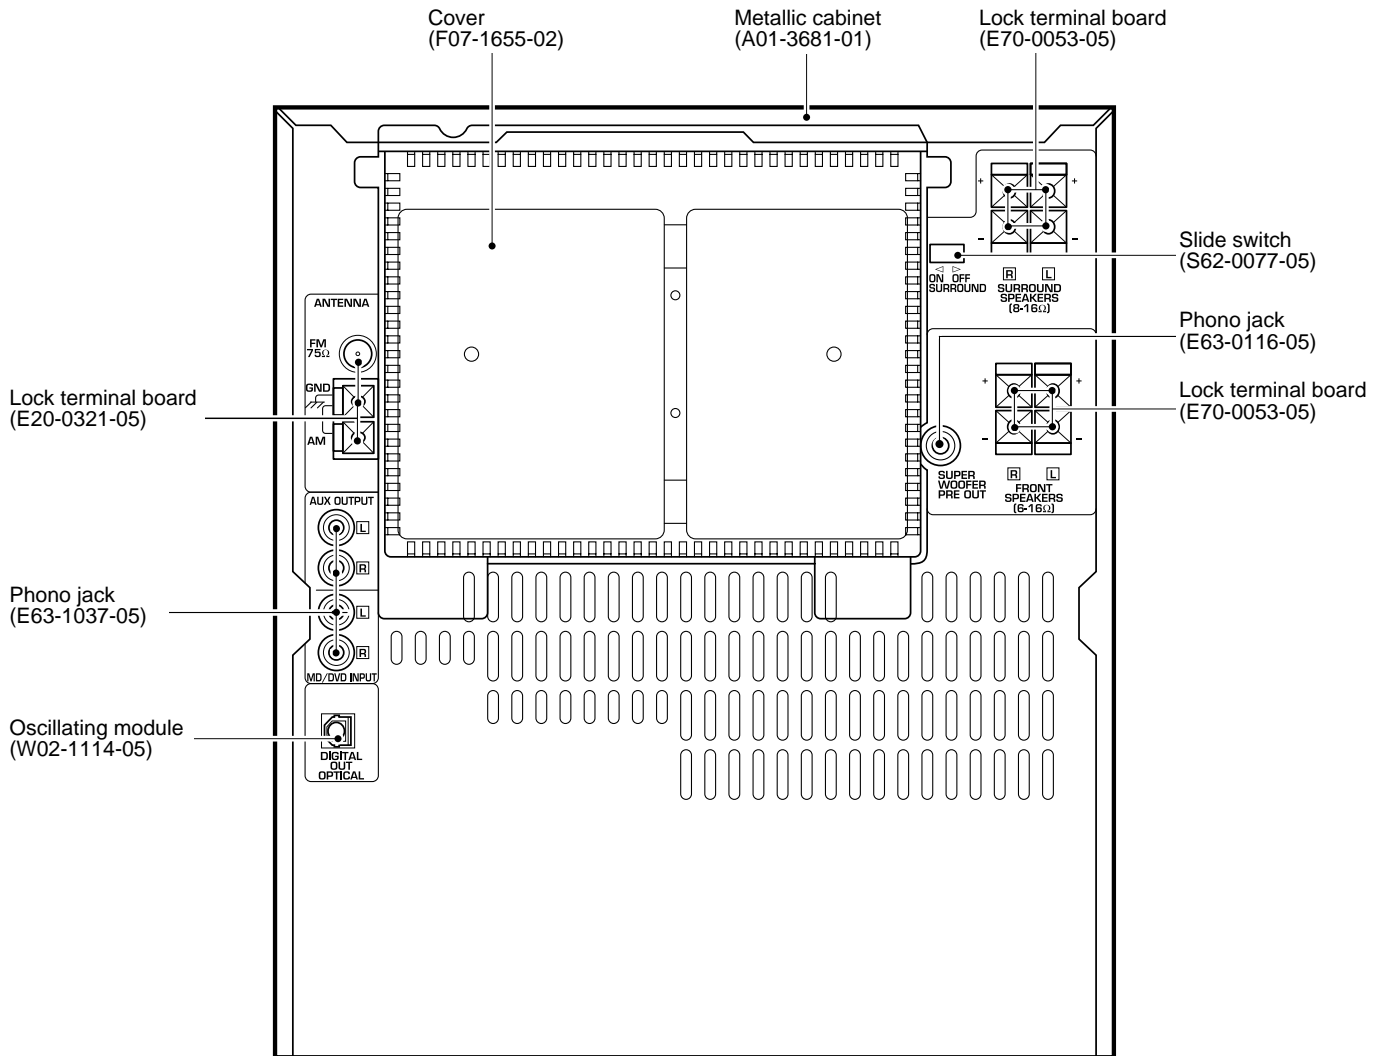 Cover
(F07-1655-02)
Metallic cabinet
(A01-3681-01)
Lock terminal board
(E70-0053-05)
+ +
- -
R L
SURROUND
SPEAKERS
(8-16Ω)
◁ ▷
ON OFF
SURROUND
Slide switch
(S62-0077-05)
Phono jack
(E63-0116-05)
Lock terminal board
(E70-0053-05)
+ +
- -
R L
FRONT
SPEAKERS
(6-16Ω)
SUPER
WOOFER
PRE OUT
ANTENNA
FM
75Ω
GND
AM
Lock terminal board
(E20-0321-05)
AUX OUTPUT
L
R
L
R
MD/DVD INPUT
Phono jack
(E63-1037-05)
Oscillating module
(W02-1114-05)
DIGITAL
OUT
OPTICAL